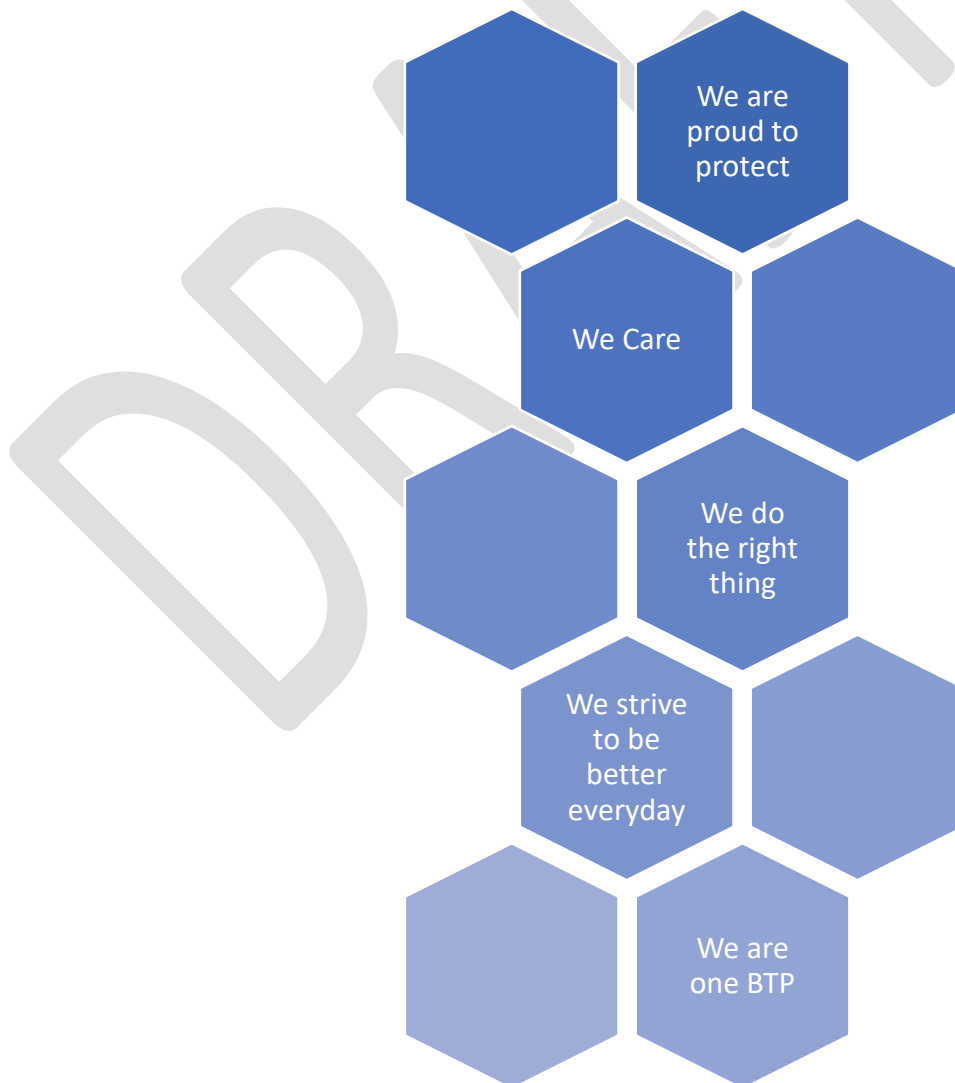 We are
proud to
protect
We Care
We do
the right
thing
We strive
to be
better
everyday
We are
one BTP